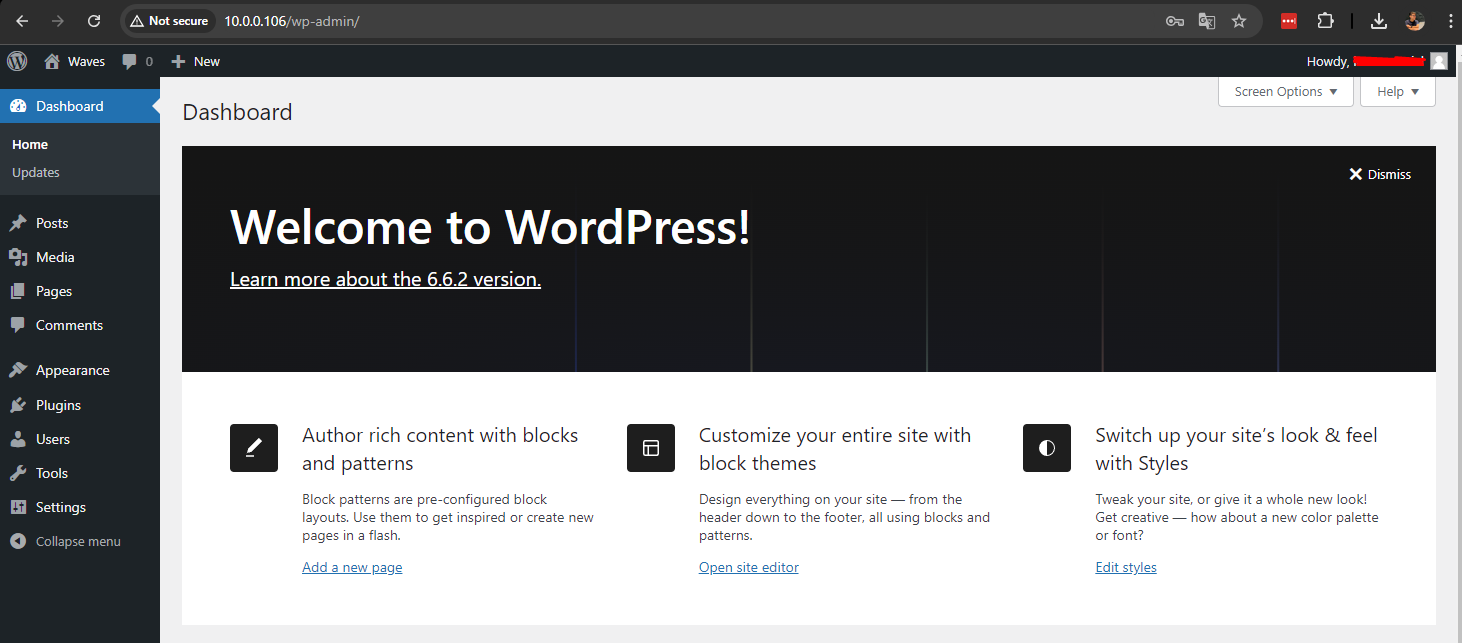 Not secure 10.0.0.106/wp-admin/
Waves 0 New Howdy,
Screen Options Help
Dashboard
Home
Updates
Posts
Media
Pages
Comments
Appearance
Plugins
Users
Tools
Settings
Collapse menu
Dashboard
Dismiss
Welcome to WordPress!
Learn more about the 6.6.2 version.
Author rich content with blocks
and patterns
Block patterns are pre-configured block
layouts. Use them to get inspired or create new
pages in a flash.
Add a new page
Customize your entire site with
block themes
Design everything on your site — from the
header down to the footer, all using blocks and
patterns.
Open site editor
Switch up your site’s look & feel
with Styles
Tweak your site, or give it a whole new look!
Get creative — how about a new color palette
or font?
Edit styles